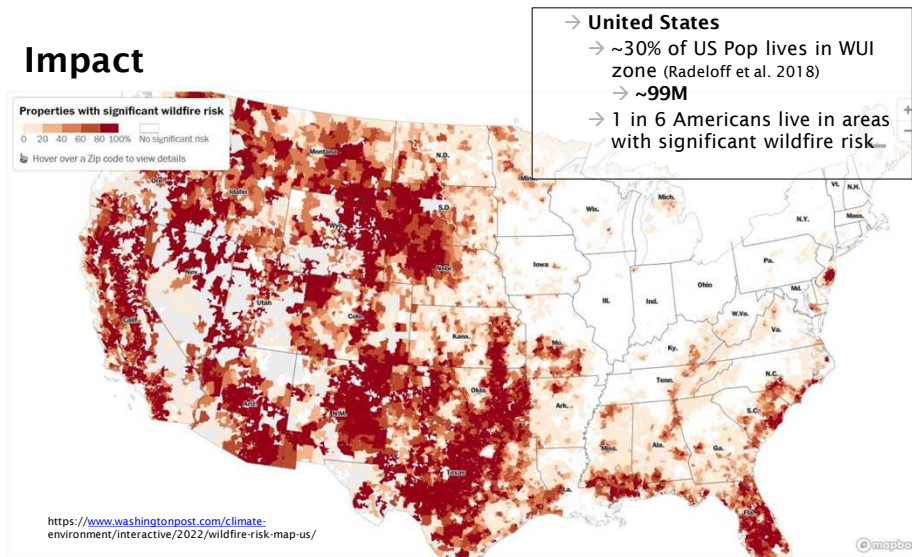 Impact
→ United States
→ ~30% of US Pop lives in WUI
zone (Radeloff et al. 2018)
→ ~99M
→ 1 in 6 Americans live in areas
with significant wildfire risk
Properties with significant wildfire risk
0 20 40 60 80 100% No significant risk
Hover over a Zip code to view details
+
Maine
Montana
N.D.
Minn.
Ore.
Idaho
S.D.
Wis.
Mich.
Vt. N.H.
N.Y.
Mass.
Wyo.
Iowa
Nebr.
Pa.
Nev.
Utah
Ill.
Ind.
Ohio
Md.
Colo.
W.Va.
Calif.
Kans.
Mo.
Ky.
Va.
Tenn.
N.C.
Okla.
Ariz.
N.M.
Ark.
S.C.
Miss.
Ala.
Ga.
Texas
La.
Fla.
https://www.washingtonpost.com/climate-
environment/interactive/2022/wildfire-risk-map-us/
mapbox